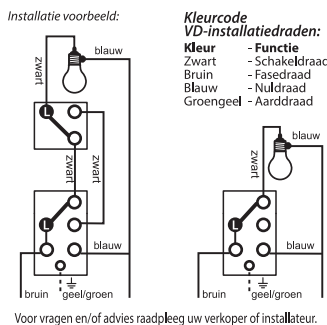 Installatie voorbeeld:
blauw
zwart
L
zwart
zwart
L
blauw
bruin
geel/groen
Kleurcode
VD-installatiedraden:
Kleur - Functie
Zwart - Schakeldraad
Bruin - Fasedraad
Blauw - Nuldraad
Groengeel - Aarddraad
blauw
zwart
L
blauw
bruin
geel/groen
Voor vragen en/of advies raadpleeg uw verkoper of installateur.